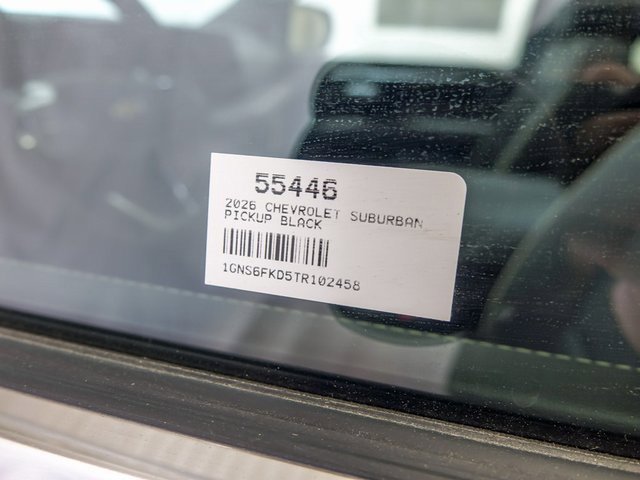 55446
2026 CHEVROLET SUBURBAN
PICKUP BLACK
1GNS6FKD5TR102458